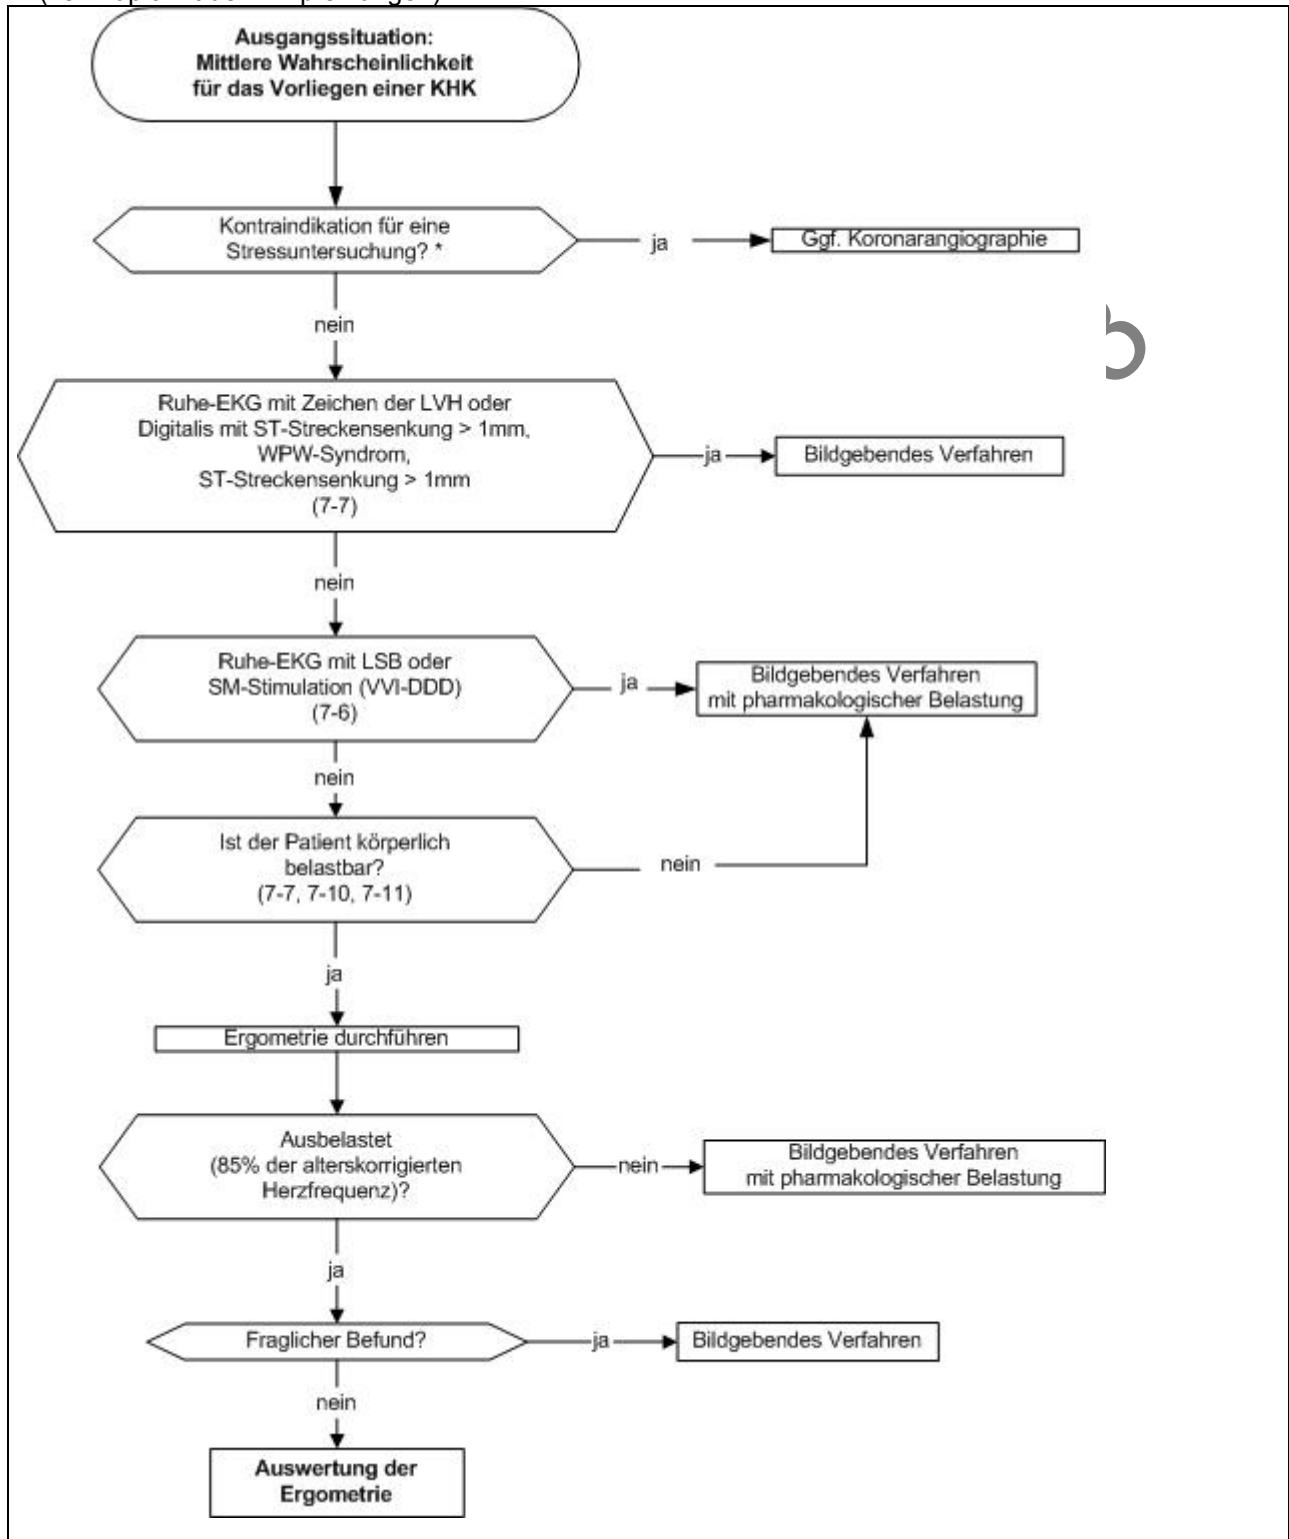 Ausgangssituation:
Mittlere Wahrscheinlichkeit
für das Vorliegen einer KHK
Kontraindikation für eine
Stressuntersuchung? *
ja
Ggf. Koronarangiographie
nein
Ruhe-EKG mit Zeichen der LVH oder
Digitalis mit ST-Streckensenkung > 1mm,
WPW-Syndrom,
ST-Streckensenkung > 1mm
(7-7)
ja
Bildgebendes Verfahren
nein
Ruhe-EKG mit LSB oder
SM-Stimulation (VVI-DDD)
(7-6)
ja
Bildgebendes Verfahren
mit pharmakologischer Belastung
nein
Ist der Patient körperlich
belastbar?
(7-7, 7-10, 7-11)
nein
ja
Ergometrie durchführen
Ausbelastet
(85% der alterskorrigierten
Herzfrequenz)?
nein
Bildgebendes Verfahren
mit pharmakologischer Belastung
ja
Fraglicher Befund?
ja
Bildgebendes Verfahren
nein
Auswertung der
Ergometrie